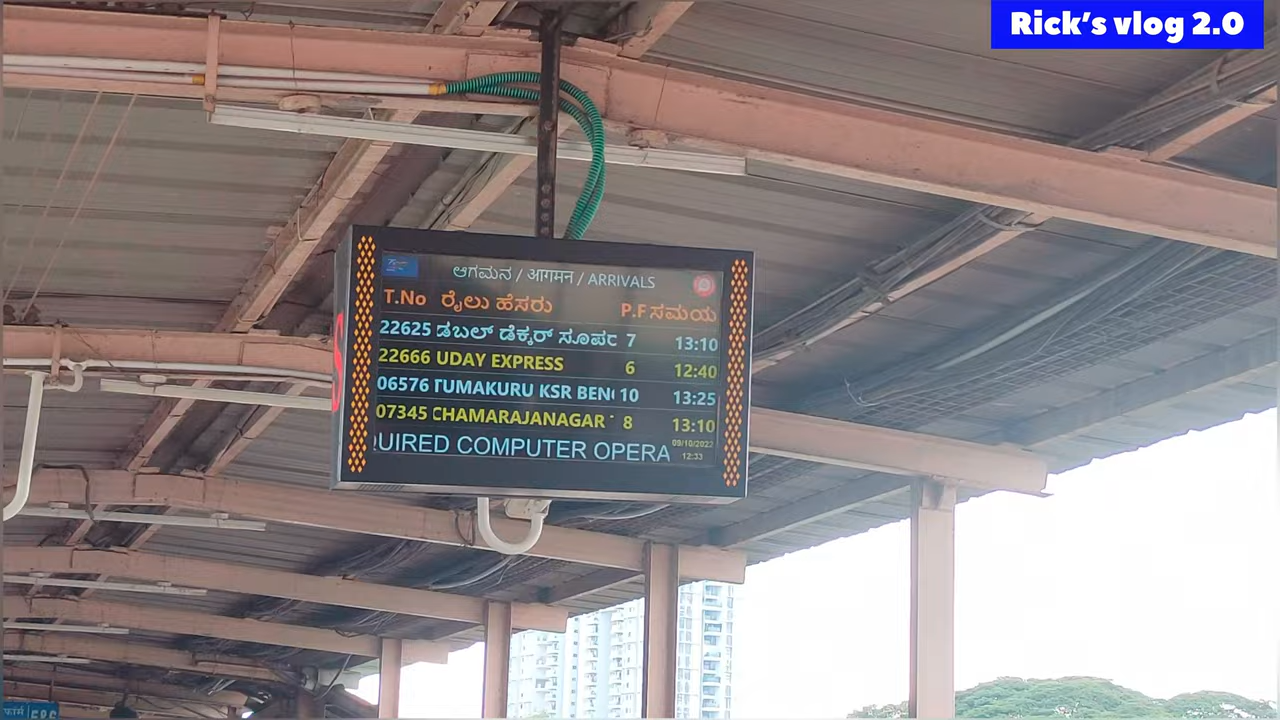 Rick's vlog 2.0
ಆಗಮನ / आगमन / ARRIVALS
T.No ರೈಲು ಹೆಸರು P.F ಸಮಯ
22625 ಡಬಲ್ ಡೆಕ್ಕರ್ ಸೂಪರ 7 13:10
22666 UDAY EXPRESS 6 12:40
06576 TUMAKURU KSR BEN 10 13:25
07345 CHAMARAJANAGAR 8 13:10
UIRED COMPUTER OPERA 09/10/2022
12:33